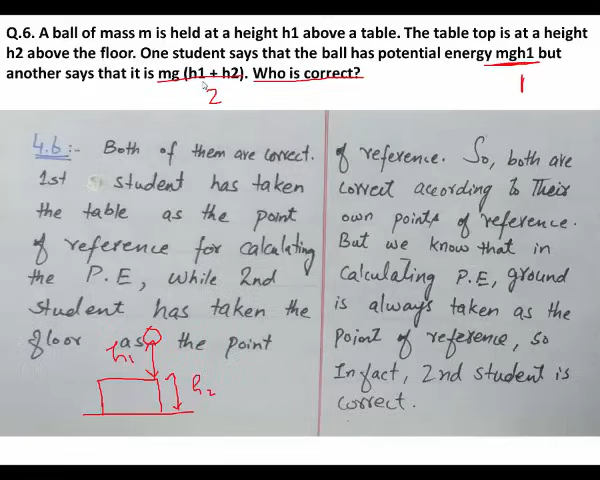 Q.6. A ball of mass m is held at a height h1 above a table. The table top is at a height
h2 above the floor. One student says that the ball has potential energy mgh1 but
another says that it is mg (h1 + h2). Who is correct?
1
2
4.6:- Both of them are correct.
1st student has taken
the table as the point
of reference for calculating
the P.E, while 2nd
student has taken the
floor as the point
h1
h2
of reference. So, both are
correct according to Their
own points of reference.
But we know that in
calculating P.E, ground
is always taken as the
point of reference, so
In fact, 2nd student is
correct.